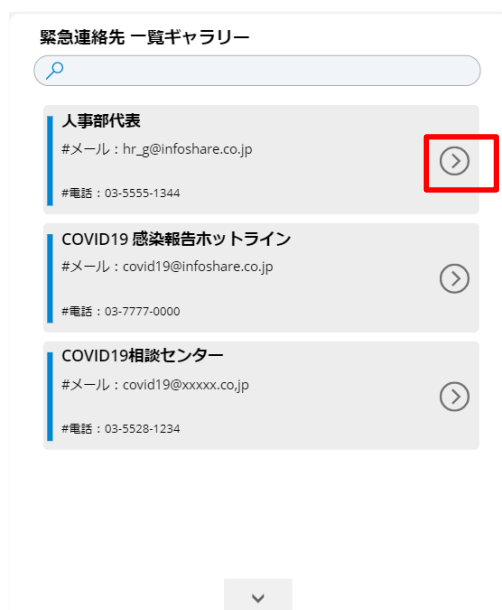 緊急連絡先 一覧ギャラリー
人事部代表
#メール：hr_g@infoshare.co.jp
#電話：03-5555-1344
COVID19 感染報告ホットライン
#メール：covid19@infoshare.co.jp
#電話：03-7777-0000
COVID19相談センター
#メール：covid19@xxxxx.co,jp
#電話：03-5528-1234